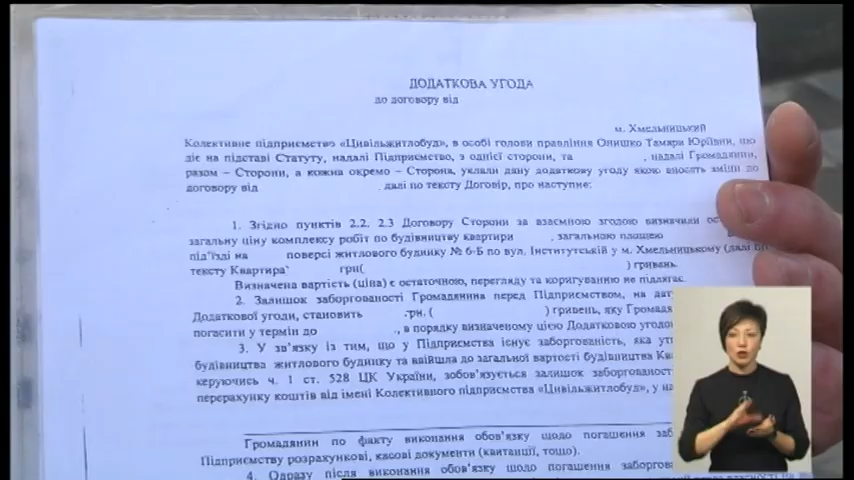 ДОДАТКОВА УГОДА
до договору від
м. Хмельницький
Колективне підприємство «Цивільжитлобуд», в особі голови правління Онишко Тамари Юріївни, що
діє на підставі Статуту, надалі Підприємство, з однієї сторони, та , надалі Громадянин,
разом – Сторони, а кожна окремо – Сторона, уклали дану додаткову угоду якою вносять зміни до
договору від , далі по тексту Договір, про наступне:
1. Згідно пунктів 2.2. 2.3 Договору Сторони за взаємною згодою визначили
загальну ціну комплексу робіт по будівництву квартири , загальною площею
під'їзді на поверсі житлового будинку № 6-Б по вул. Інститутській у м. Хмельницькому (далі
тексту Квартира грн( ) гривень.
Визначена вартість (ціна) є остаточною, перегляду та коригуванню не підлягає.
2. Залишок заборгованості Громадянина перед Підприємством, на
Додаткової угоди, становить грн. ( ) гривень, яку
погасити у термін до , в порядку визначеному цією Додатковою угодою
3. У зв'язку із тим, що у Підприємства існує заборгованість, яка
будівництва житлового будинку та ввійшла до загальної вартості будівництва
керуючись ч. 1 ст. 528 ЦК України, зобов'язується залишок
перерахунку коштів від імені Колективного підприємства «Цивільжитлобуд», у
Громадянин по факту виконання обов'язку щодо погашення
Підприємству розрахункові, касові документи (квитанції, тощо).
4. Одразу після виконання обов'язку щодо погашення